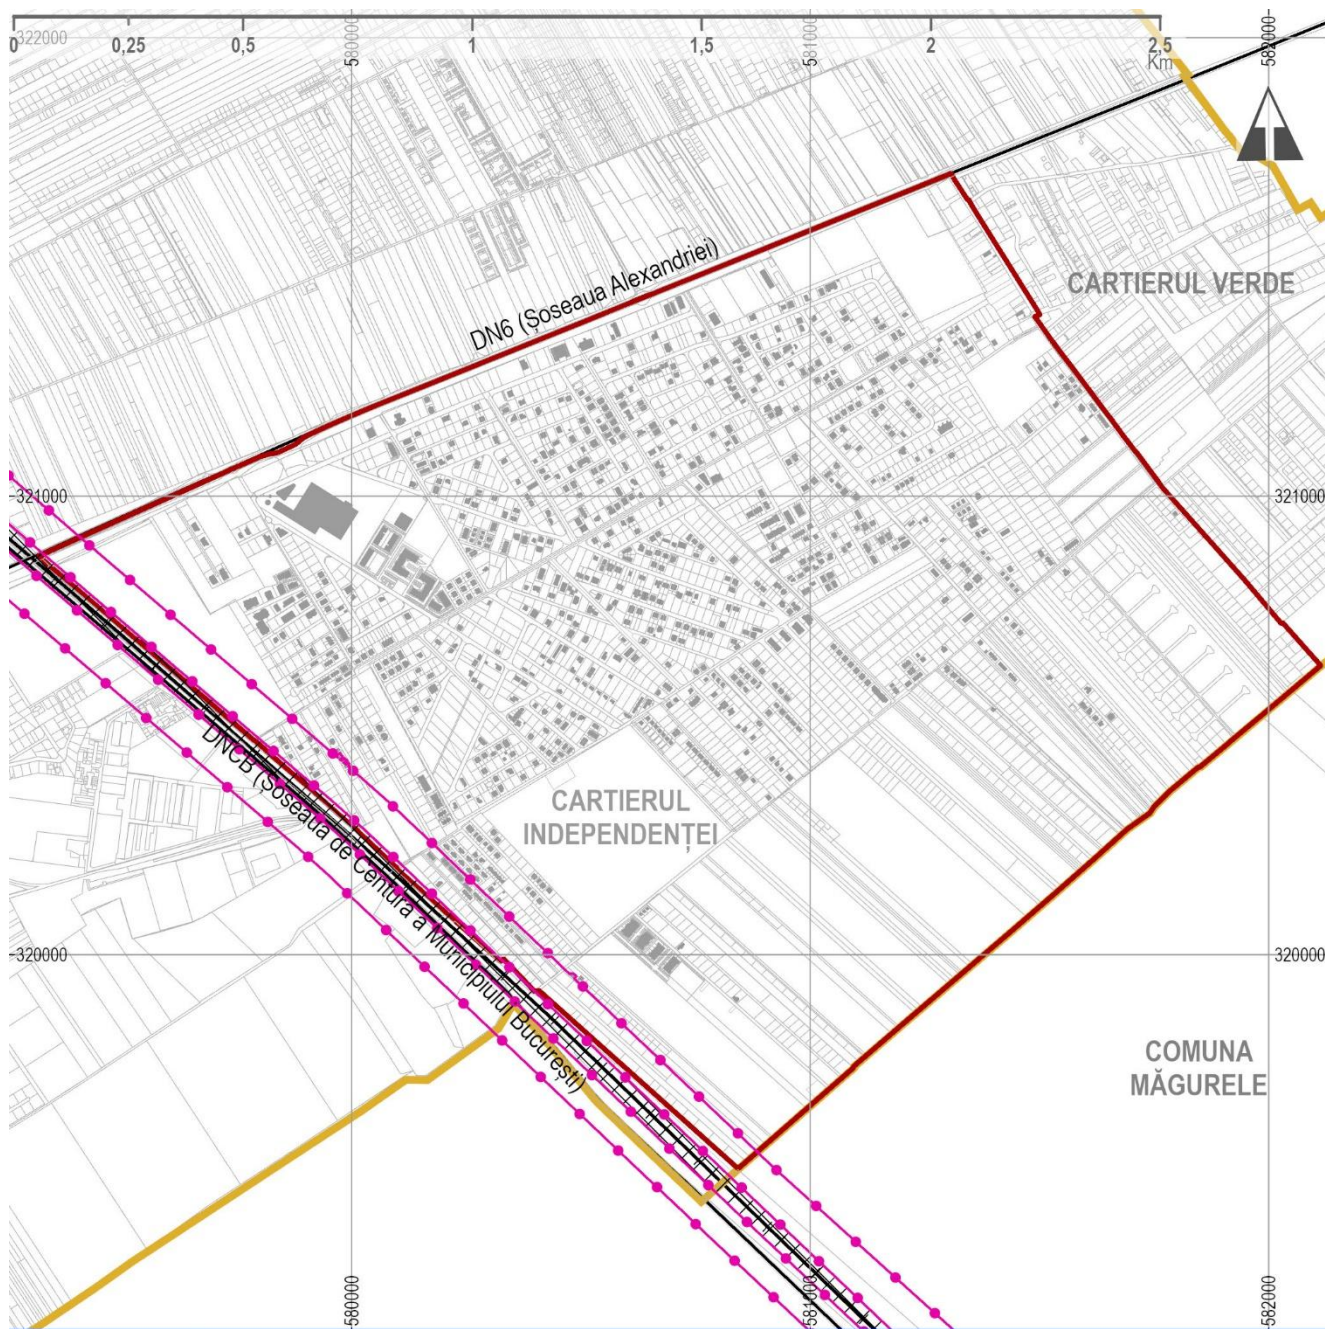 322000
0
0,25
0,5
1
1,5
2
2,5
Km
580000
581000
582000
CARTIERUL VERDE
DN6 (Șoseaua Alexandriei)
321000
321000
DNCB (Șoseaua de Centură a Municipiului București)
CARTIERUL
INDEPENDENȚEI
320000
320000
COMUNA
MĂGURELE
580000
581000
582000